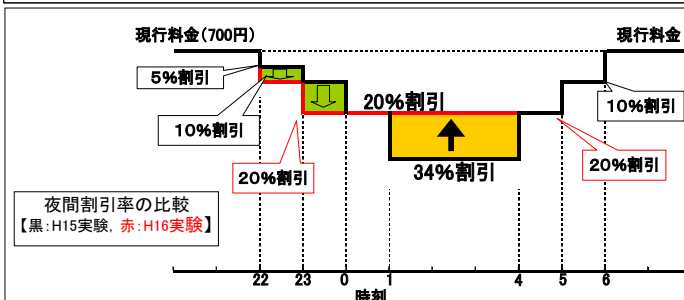 現行料金(700円)
現行料金
5%割引
10%割引
20%割引
10%割引
20%割引
34%割引
20%割引
夜間割引率の比較
【黒:H15実験, 赤:H16実験】
22 23 0 1 4 5 6
時刻